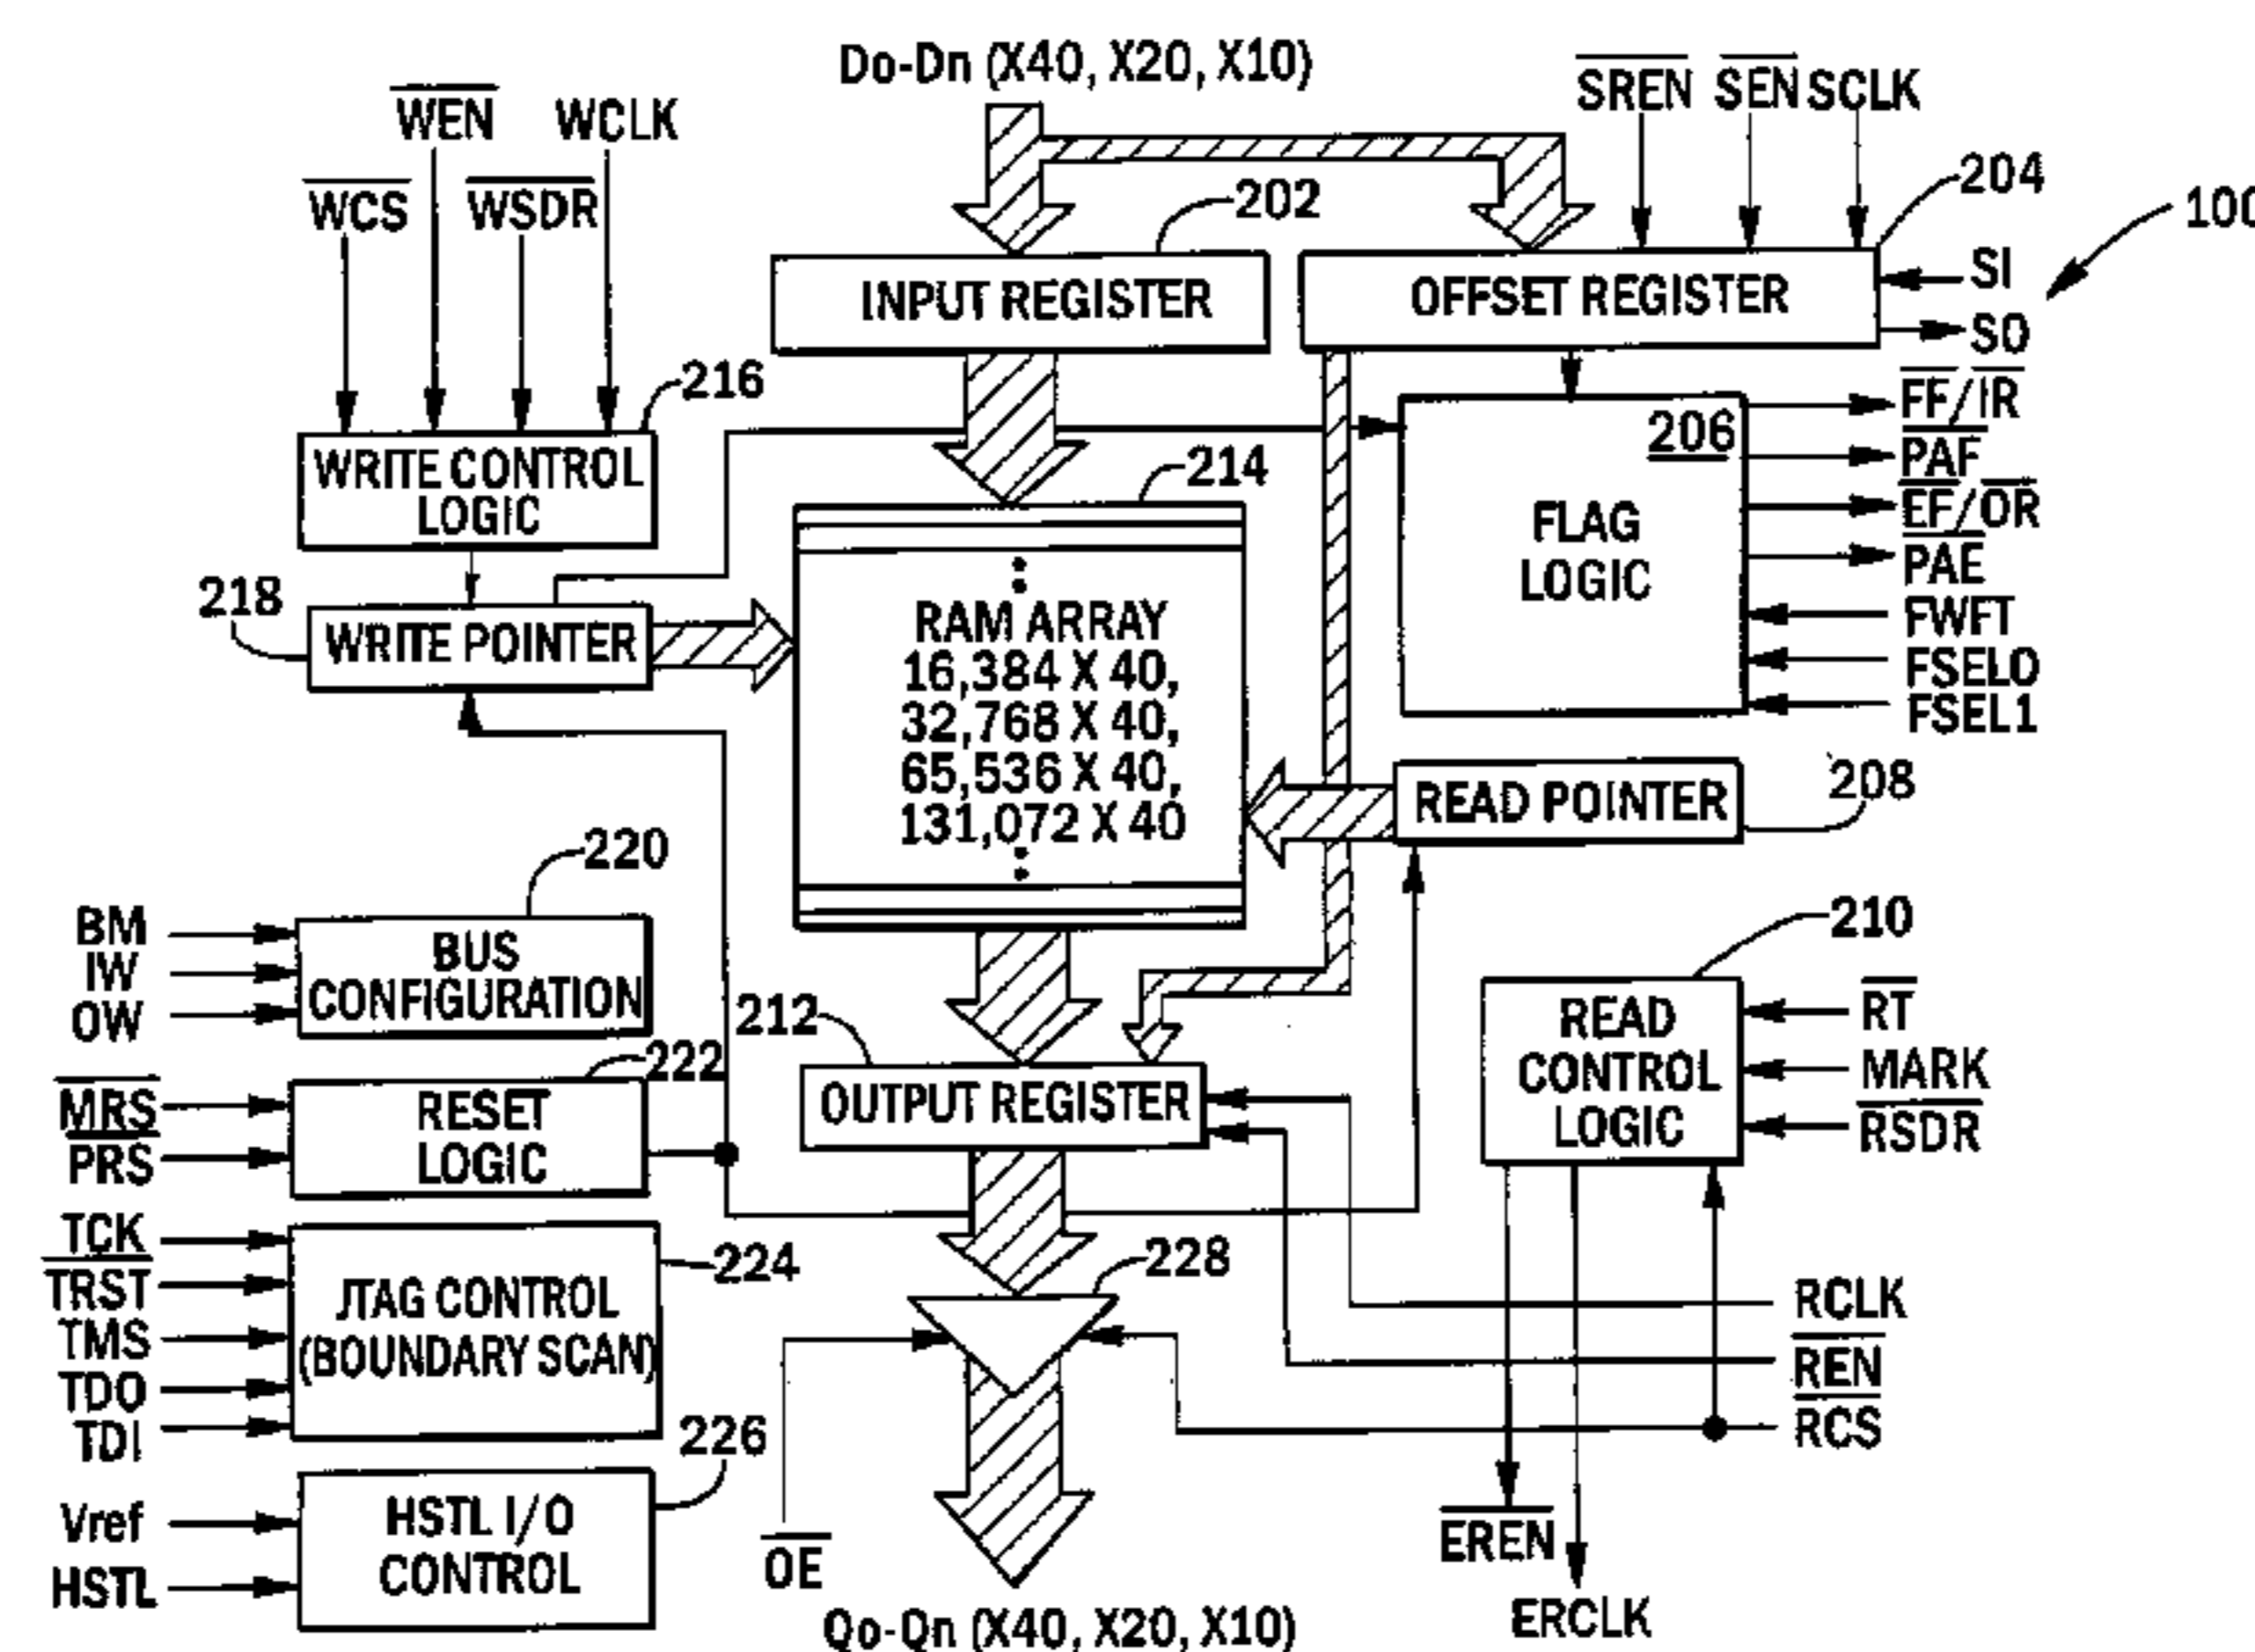 Do-Dn (X40, X20, X10)
WEN
WCLK
WCS
WSDR
SREN
SEN
SCLK
202
204
100
INPUT REGISTER
OFFSET REGISTER
SI
SO
216
WRITE CONTROL
LOGIC
214
206
FLAG
LOGIC
FF/IR
PAF
EF/OR
PAE
FWFT
FSEL0
FSEL1
218
WRITE POINTER
RAM ARRAY
16,384 X 40,
32,768 X 40,
65,536 X 40,
131,072 X 40
READ POINTER
208
220
BM
IW
OW
BUS
CONFIGURATION
210
READ
CONTROL
LOGIC
RT
MARK
RSDR
212
OUTPUT REGISTER
222
MRS
PRS
RESET
LOGIC
TCK
TRST
TMS
TDO
TDI
JTAG CONTROL
(BOUNDARY SCAN)
224
228
RCLK
REN
RCS
226
Vref
HSTL
HSTL I/O
CONTROL
OE
EREN
ERCLK
Qo-Qn (X40, X20, X10)